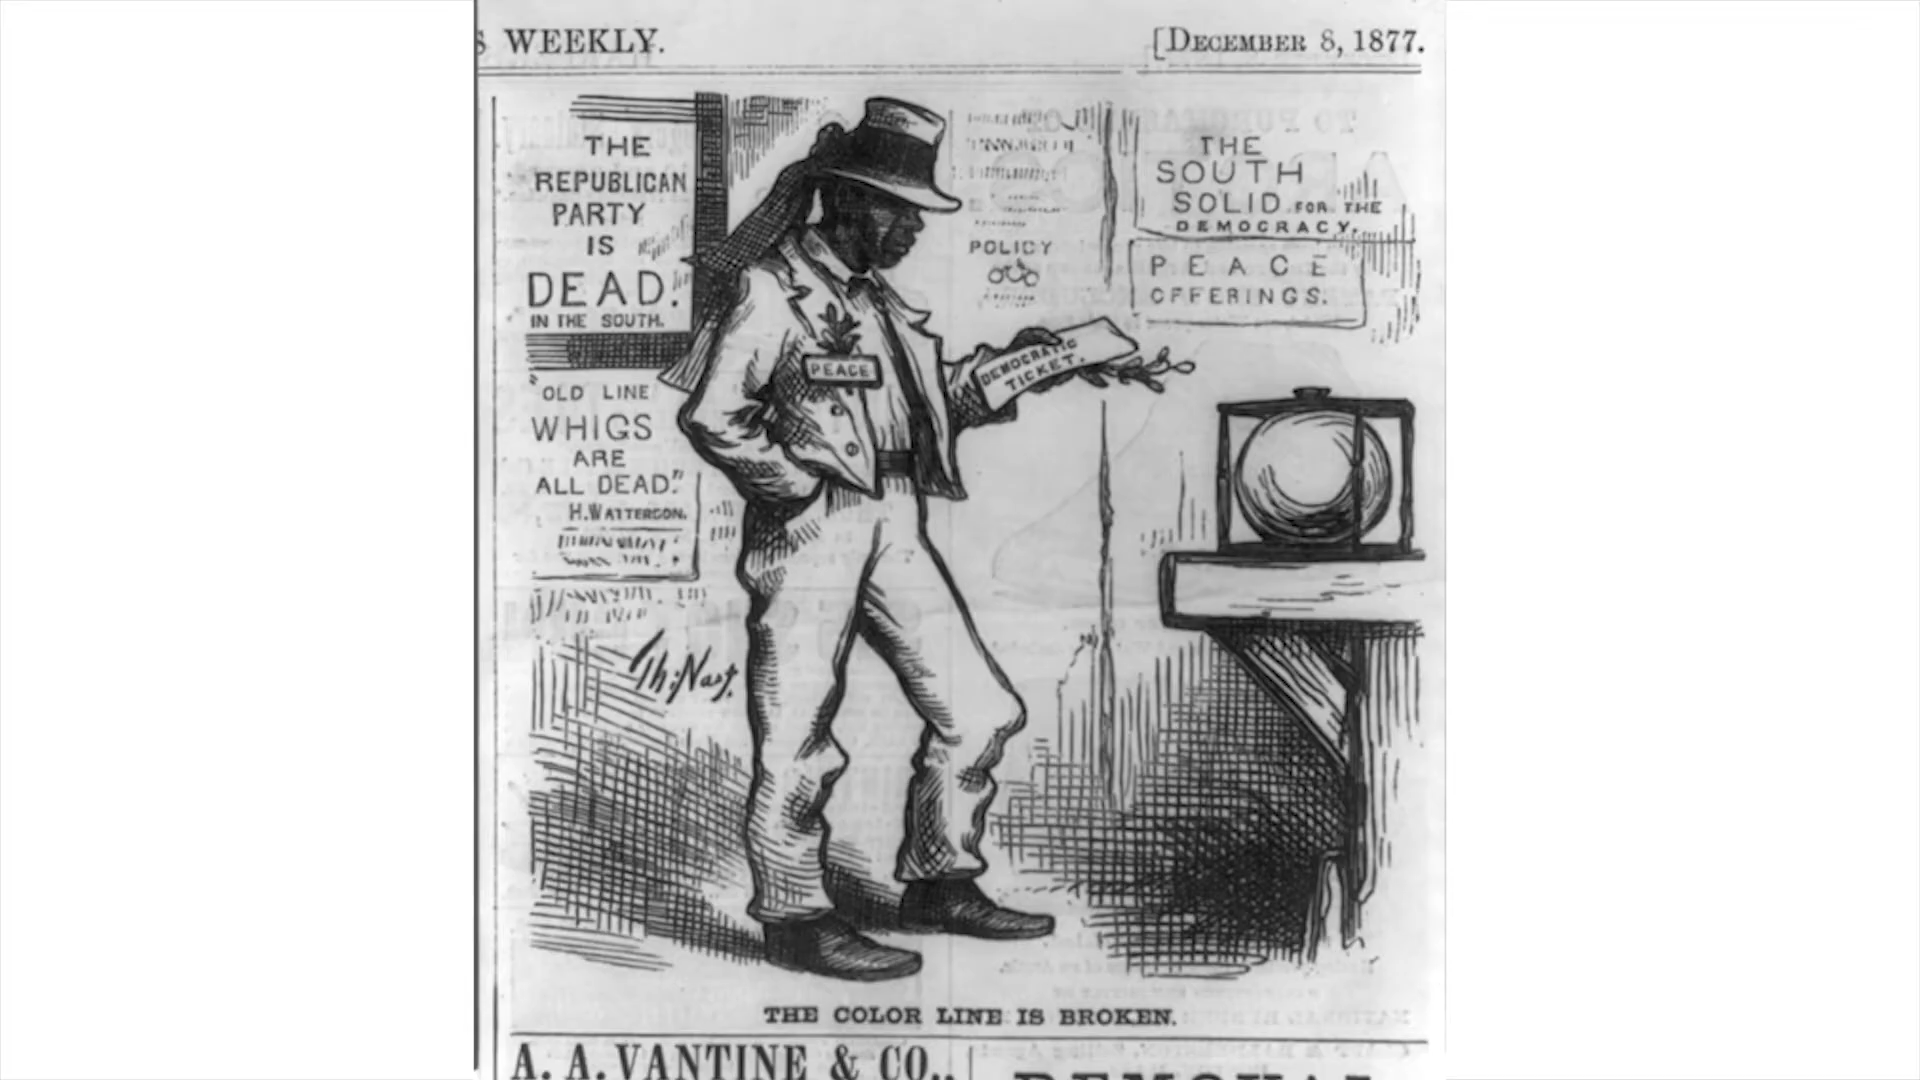 S WEEKLY.
[DECEMBER 8, 1877.
THE
REPUBLICAN
PARTY
IS
DEAD.
IN THE SOUTH.
"OLD LINE
WHIGS
ARE
ALL DEAD."
H. WATTERSON.
Th: Nast.
POLICY
PEACE
DEMOCRATIC
TICKET.
THE
SOUTH
SOLID FOR THE
DEMOCRACY.
PEACE
OFFERINGS.
THE COLOR LINE IS BROKEN.
A. A. VANTINE & CO.,